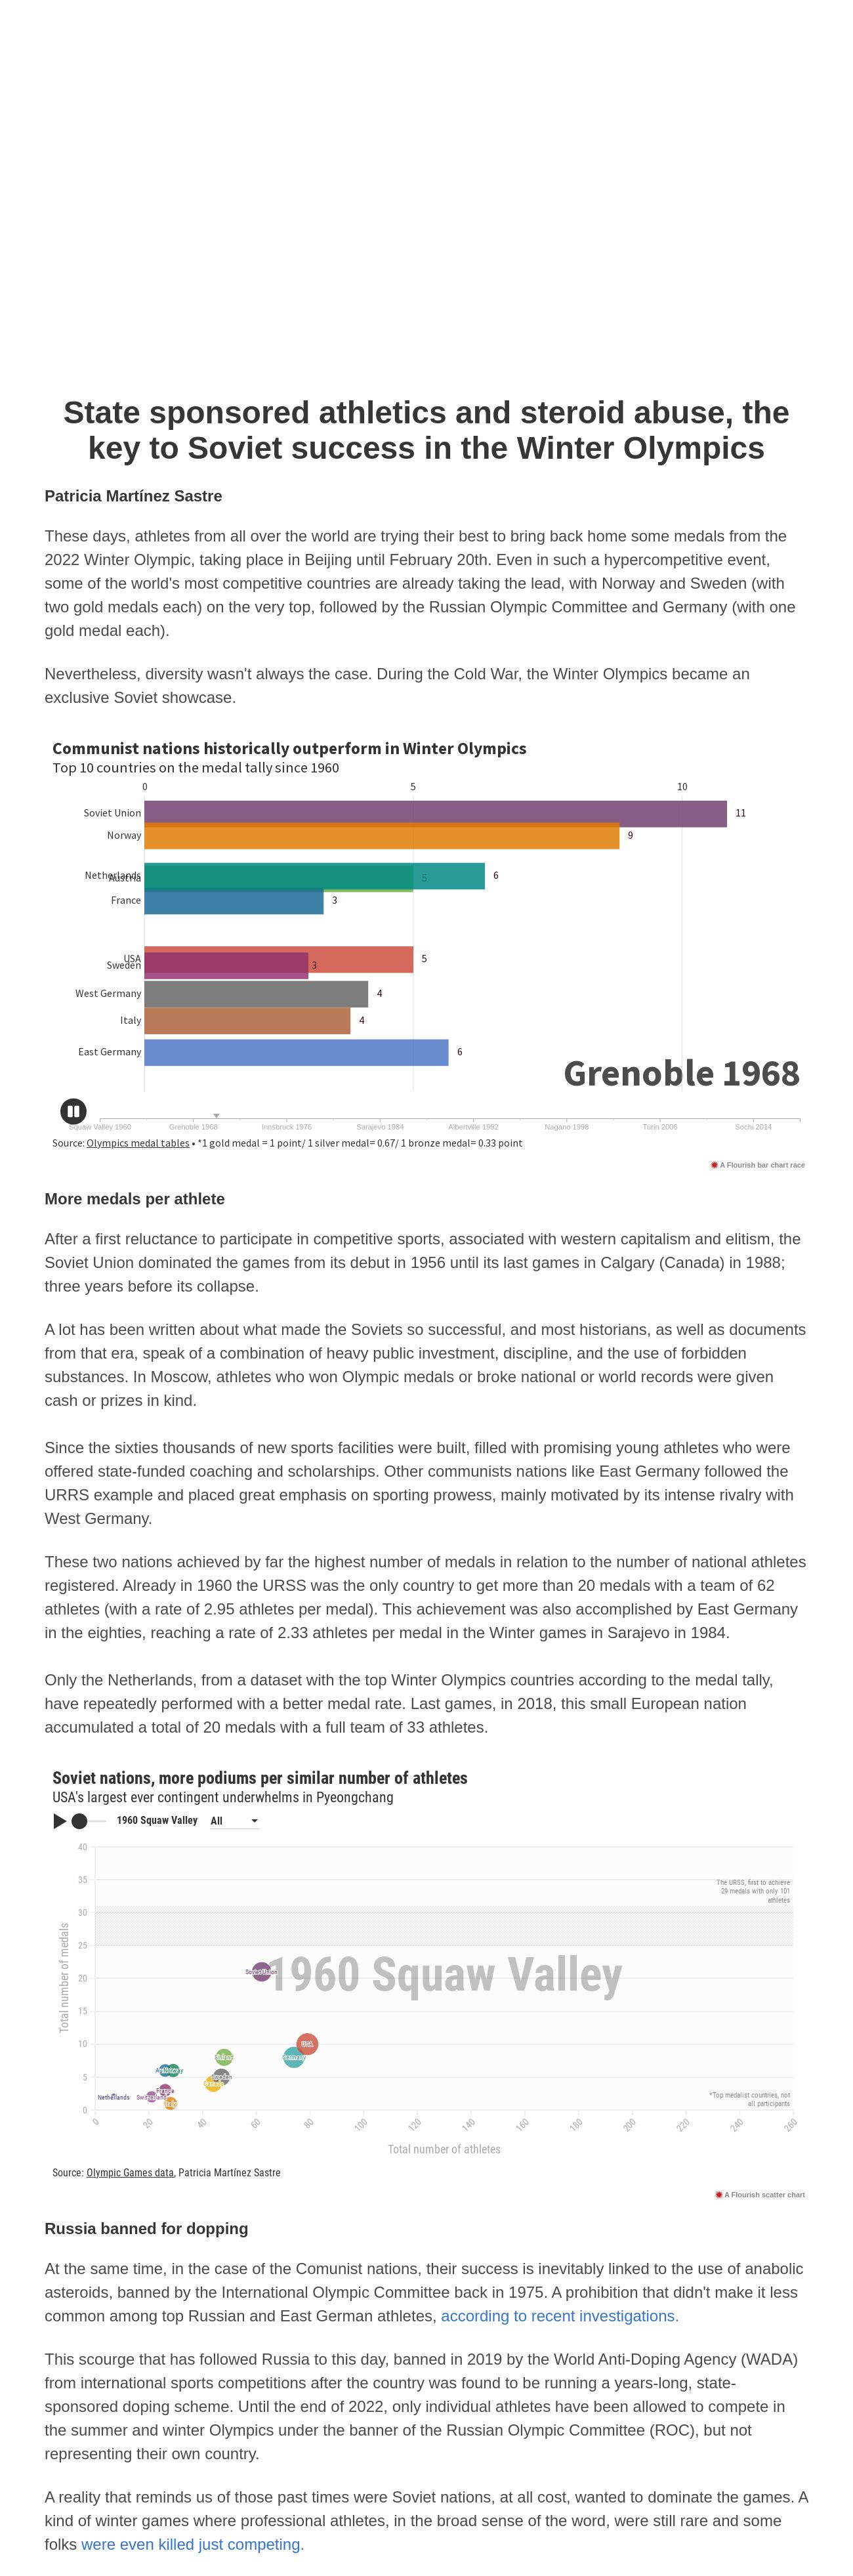 State sponsored athletics and steroid abuse, the
key to Soviet success in the Winter Olympics
Patricia Martínez Sastre
These days, athletes from all over the world are trying their best to bring back home some medals from the
2022 Winter Olympic, taking place in Beijing until February 20th. Even in such a hypercompetitive event,
some of the world's most competitive countries are already taking the lead, with Norway and Sweden (with
two gold medals each) on the very top, followed by the Russian Olympic Committee and Germany (with one
gold medal each).
Nevertheless, diversity wasn't always the case. During the Cold War, the Winter Olympics became an
exclusive Soviet showcase.
Communist nations historically outperform in Winter Olympics
Top 10 countries on the medal tally since 1960
0 5 10
Soviet Union 11
Norway 9
Netherlands 6
Austria 5
France 3
USA 5
Sweden 3
West Germany 4
Italy 4
East Germany 6
Grenoble 1968
Squaw Valley 1960 Grenoble 1968 Innsbruck 1976 Sarajevo 1984 Albertville 1992 Nagano 1998 Turin 2006 Sochi 2014
Source: Olympics medal tables • *1 gold medal = 1 point/ 1 silver medal= 0.67/ 1 bronze medal= 0.33 point
A Flourish bar chart race
More medals per athlete
After a first reluctance to participate in competitive sports, associated with western capitalism and elitism, the
Soviet Union dominated the games from its debut in 1956 until its last games in Calgary (Canada) in 1988;
three years before its collapse.
A lot has been written about what made the Soviets so successful, and most historians, as well as documents
from that era, speak of a combination of heavy public investment, discipline, and the use of forbidden
substances. In Moscow, athletes who won Olympic medals or broke national or world records were given
cash or prizes in kind.
Since the sixties thousands of new sports facilities were built, filled with promising young athletes who were
offered state-funded coaching and scholarships. Other communists nations like East Germany followed the
URRS example and placed great emphasis on sporting prowess, mainly motivated by its intense rivalry with
West Germany.
These two nations achieved by far the highest number of medals in relation to the number of national athletes
registered. Already in 1960 the URSS was the only country to get more than 20 medals with a team of 62
athletes (with a rate of 2.95 athletes per medal). This achievement was also accomplished by East Germany
in the eighties, reaching a rate of 2.33 athletes per medal in the Winter games in Sarajevo in 1984.
Only the Netherlands, from a dataset with the top Winter Olympics countries according to the medal tally,
have repeatedly performed with a better medal rate. Last games, in 2018, this small European nation
accumulated a total of 20 medals with a full team of 33 athletes.
Soviet nations, more podiums per similar number of athletes
USA's largest ever contingent underwhelms in Pyeongchang
1960 Squaw Valley All
40
35
30
25
20
15
10
5
0
Total number of medals
The URSS, first to achieve
29 medals with only 101
athletes
1960 Squaw Valley
Soviet Union
USA
Germany
Finland
Norway
Sweden
France
Netherlands
Switzerland
Italy
*Top medalist countries, not
all participants
0 20 40 60 80 100 120 140 160 180 200 220 240 260
Total number of athletes
Source: Olympic Games data, Patricia Martínez Sastre
A Flourish scatter chart
Russia banned for dopping
At the same time, in the case of the Comunist nations, their success is inevitably linked to the use of anabolic
asteroids, banned by the International Olympic Committee back in 1975. A prohibition that didn't make it less
common among top Russian and East German athletes, according to recent investigations.
This scourge that has followed Russia to this day, banned in 2019 by the World Anti-Doping Agency (WADA)
from international sports competitions after the country was found to be running a years-long, state-
sponsored doping scheme. Until the end of 2022, only individual athletes have been allowed to compete in
the summer and winter Olympics under the banner of the Russian Olympic Committee (ROC), but not
representing their own country.
A reality that reminds us of those past times were Soviet nations, at all cost, wanted to dominate the games. A
kind of winter games where professional athletes, in the broad sense of the word, were still rare and some
folks were even killed just competing.